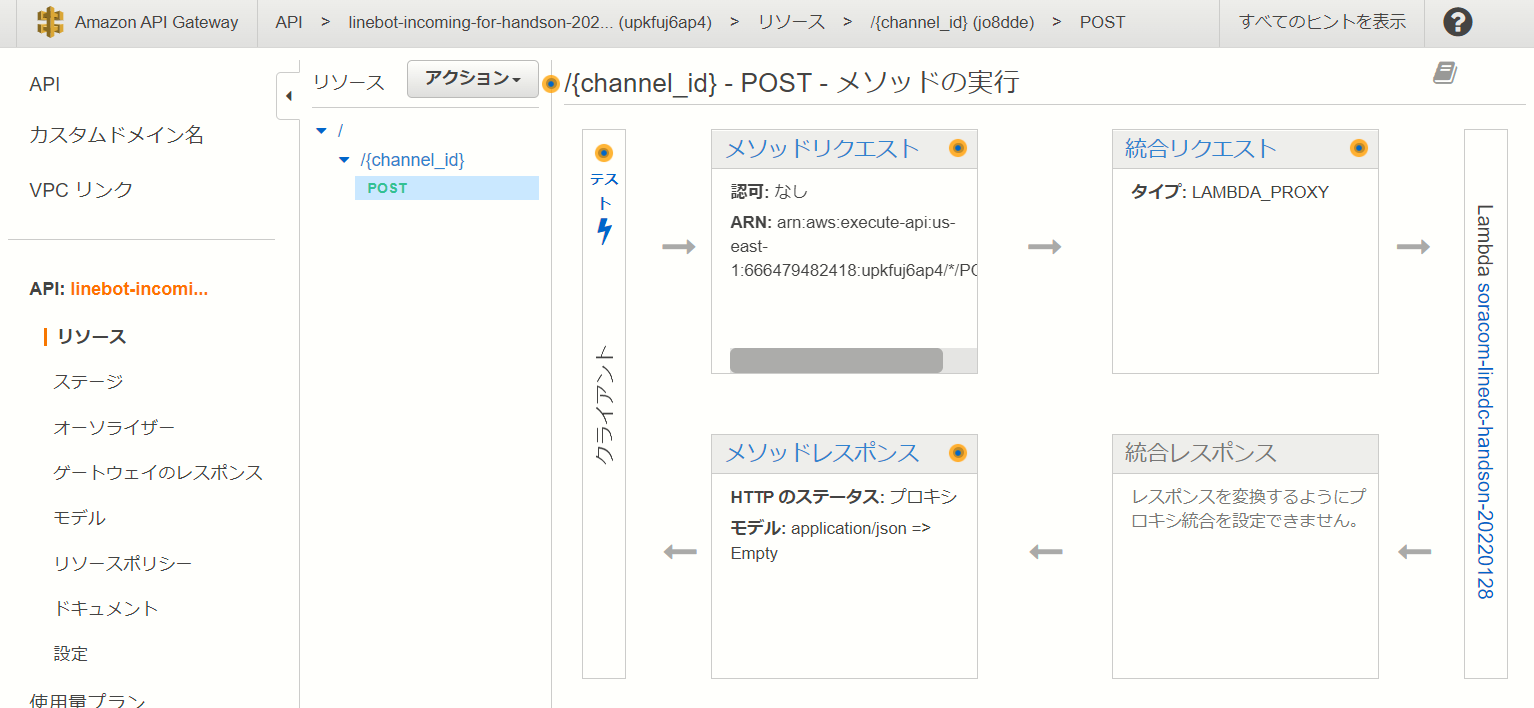 Amazon API Gateway
API > linebot-incoming-for-handson-202... (upkfuj6ap4) > リソース > /{channel_id} (jo8dde) > POST
すべてのヒントを表示
?
API
カスタムドメイン名
VPC リンク
API: linebot-incomi...
リソース
ステージ
オーソライザー
ゲートウェイのレスポンス
モデル
リソースポリシー
ドキュメント
設定
使用量プラン
リソース
アクション
/
/{channel_id}
POST
/{channel_id} - POST - メソッドの実行
テス
ト
クライアント
メソッドリクエスト
認可: なし
ARN: arn:aws:execute-api:us-
east-
1:666479482418:upkfuj6ap4/*/PO
統合リクエスト
タイプ: LAMBDA_PROXY
メソッドレスポンス
HTTP のステータス: プロキシ
モデル: application/json =>
Empty
統合レスポンス
レスポンスを変換するようにプ
ロキシ統合を設定できません。
Lambda soracom-linedc-handson-20220128